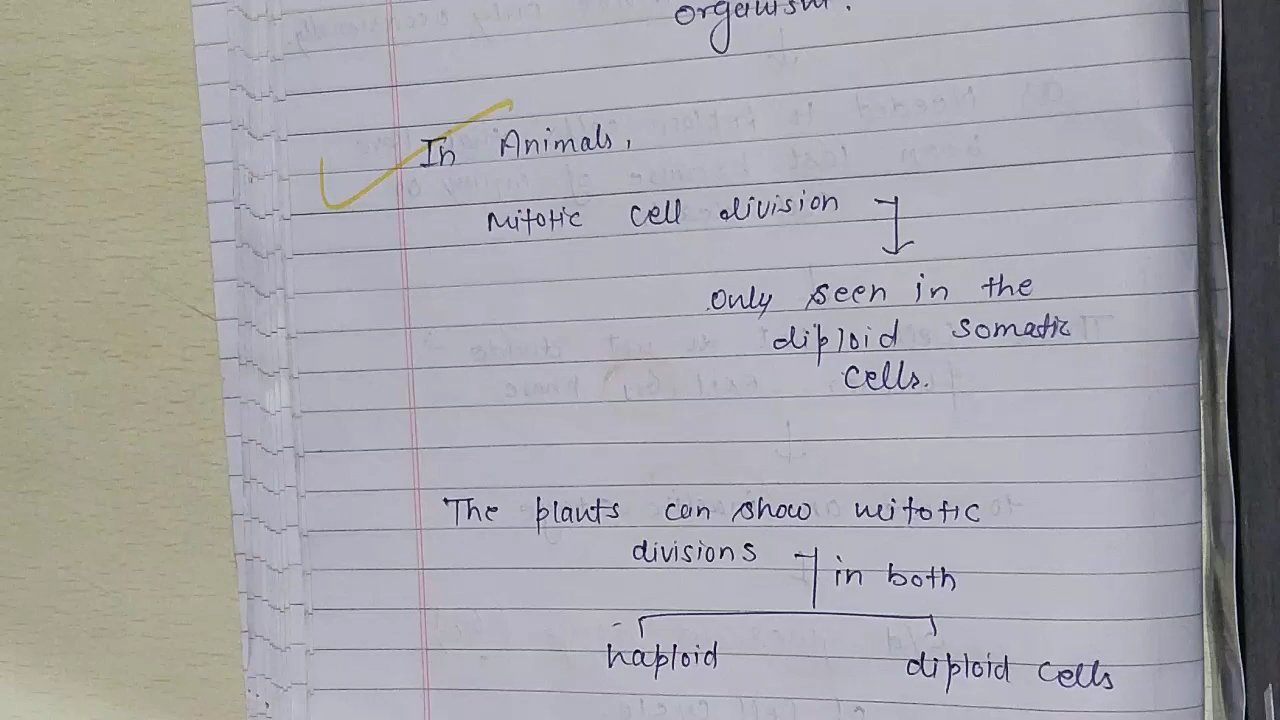 organism.
In Animals,
Mitotic cell division
only seen in the
diploid somatic
cells.
The plants can show mitotic
divisions
in both
haploid diploid cells